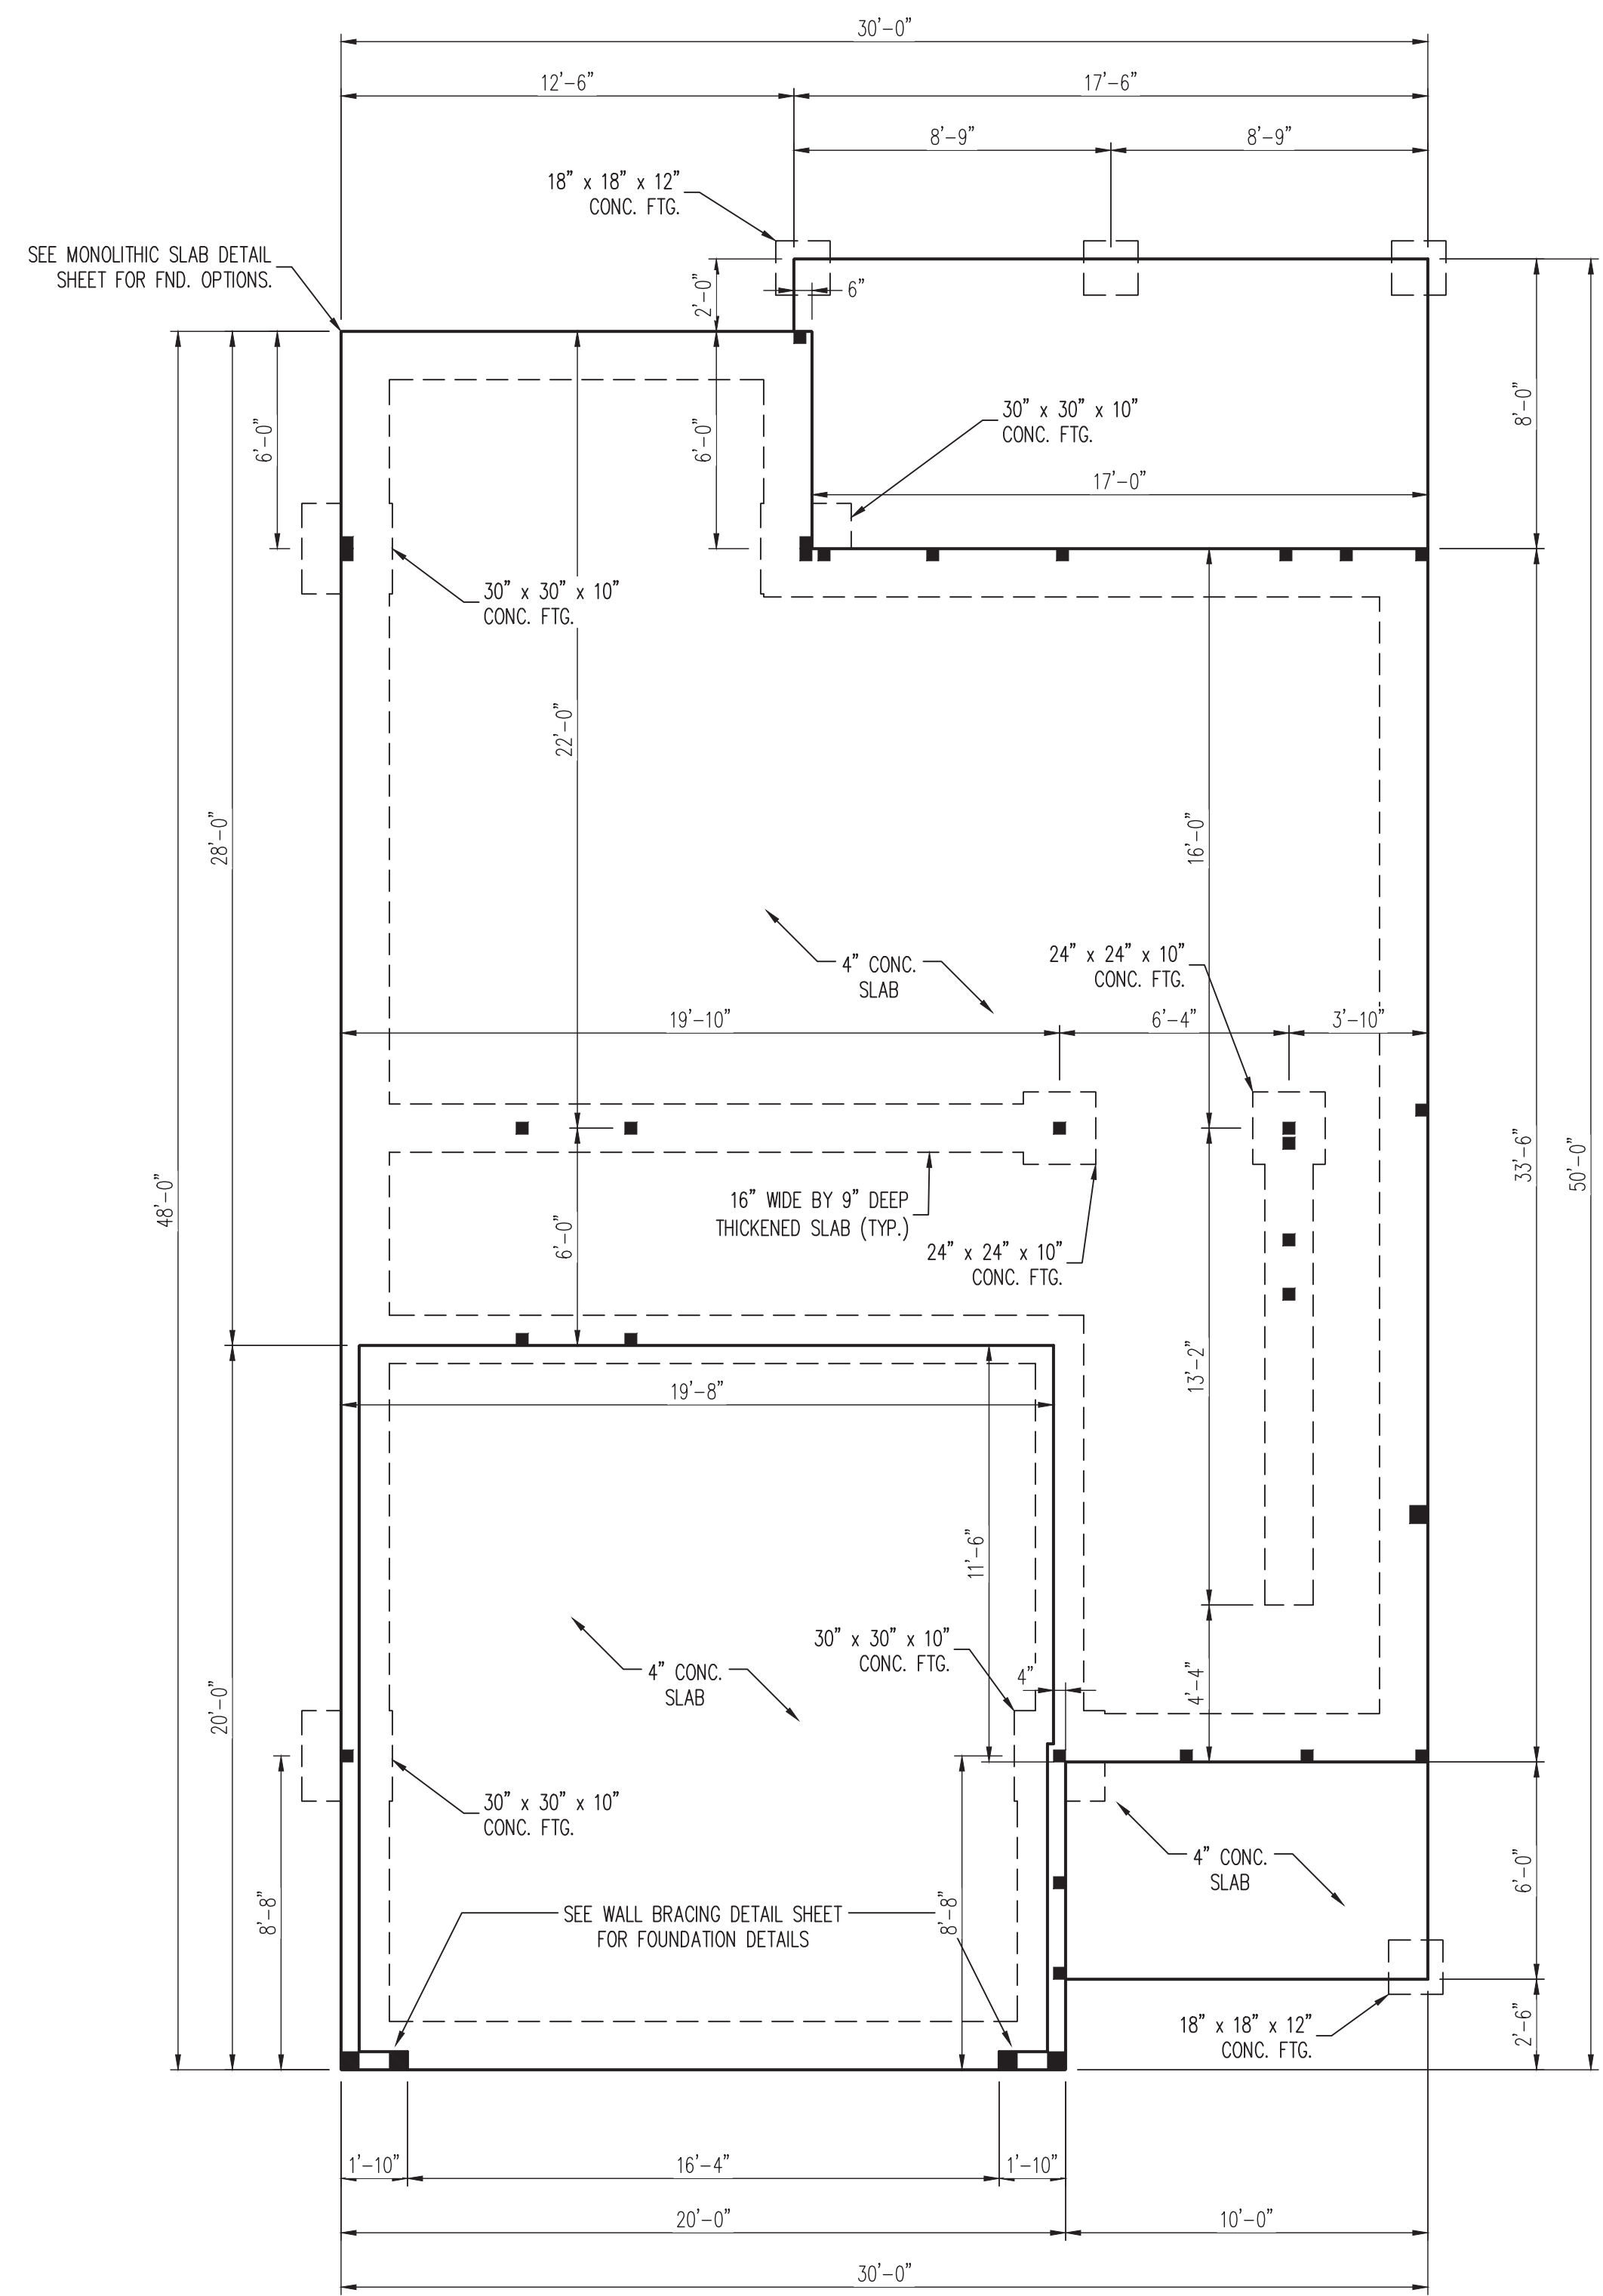 30'-0"
12'-6"
17'-6"
8'-9"
8'-9"
18" x 18" x 12"
CONC. FTG.
SEE MONOLITHIC SLAB DETAIL
SHEET FOR FND. OPTIONS.
2'-0"
6"
6'-0"
6'-0"
30" x 30" x 10"
CONC. FTG.
8'-0"
17'-0"
30" x 30" x 10"
CONC. FTG.
22'-0"
28'-0"
16'-0"
4" CONC.
SLAB
24" x 24" x 10"
CONC. FTG.
19'-10"
6'-4"
3'-10"
48'-0"
33'-6"
50'-0"
16" WIDE BY 9" DEEP
THICKENED SLAB (TYP.)
6'-0"
24" x 24" x 10"
CONC. FTG.
19'-8"
13'-2"
11'-6"
20'-0"
4" CONC.
SLAB
30" x 30" x 10"
CONC. FTG.
4"
4'-4"
30" x 30" x 10"
CONC. FTG.
4" CONC.
SLAB
6'-0"
8'-8"
SEE WALL BRACING DETAIL SHEET
FOR FOUNDATION DETAILS
8'-8"
18" x 18" x 12"
CONC. FTG.
2'-6"
1'-10"
16'-4"
1'-10"
20'-0"
10'-0"
30'-0"